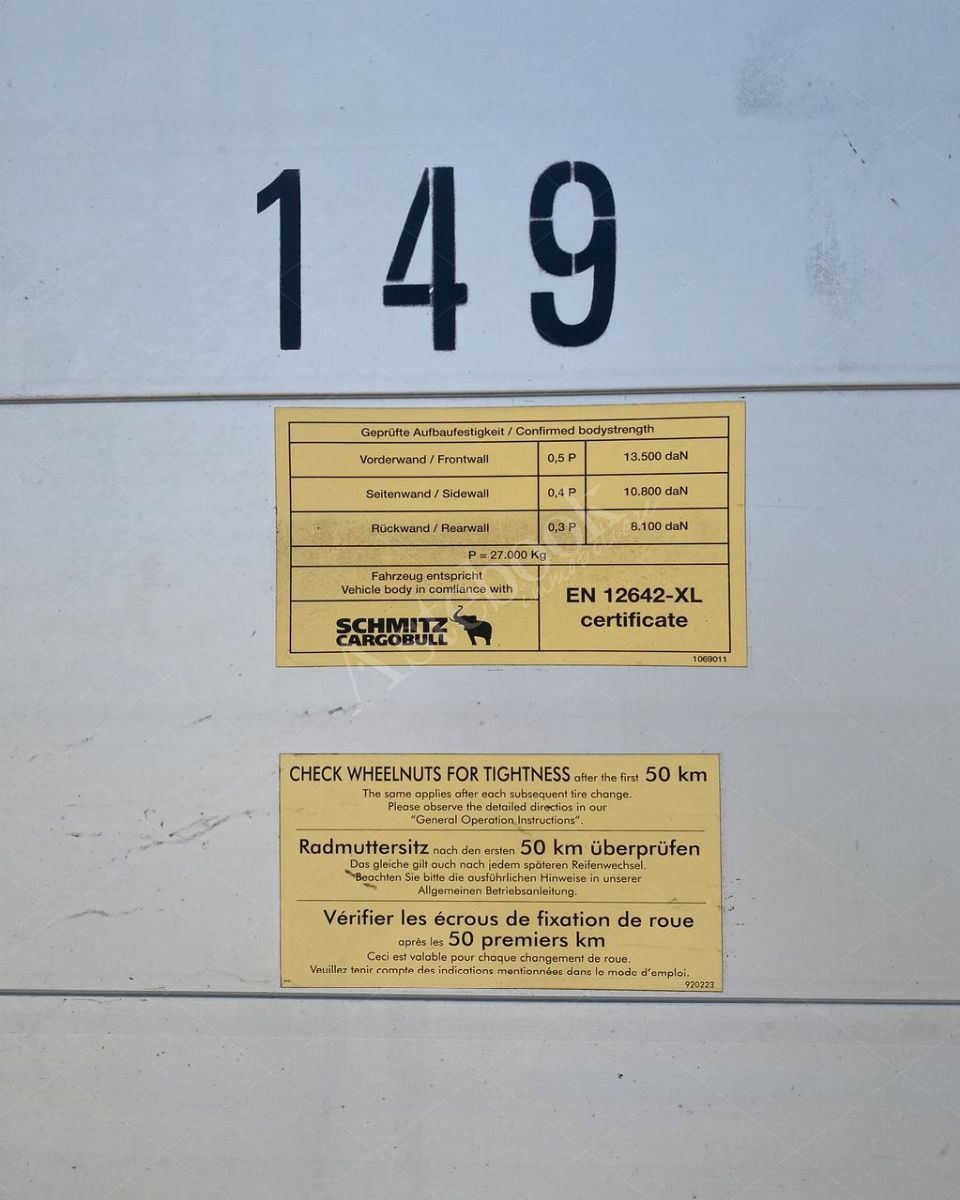 149
Geprüfte Aufbaufestigkeit / Confirmed bodystrength
Vorderwand / Frontwall 0,5 P 13.500 daN
Seitenwand / Sidewall 0,4 P 10.800 daN
Rückwand / Rearwall 0,3 P 8.100 daN
P = 27.000 Kg
Fahrzeug entspricht
Vehicle body in comliance with
EN 12642-XL
certificate
SCHMITZ
CARGOBULL
1069011
CHECK WHEELNUTS FOR TIGHTNESS after the first 50 km
The same applies after each subsequent tire change.
Please observe the detailed directios in our
“General Operation Instructions”.
Radmuttersitz nach den ersten 50 km überprüfen
Das gleiche gilt auch nach jedem späteren Reifenwechsel.
Beachten Sie bitte die ausführlichen Hinweise in unserer
Allgemeinen Betriebsanleitung.
Vérifier les écrous de fixation de roue
après les 50 premiers km
Ceci est valable pour chaque changement de roue.
Veuillez tenir compte des indications mentionnées dans le mode d’emploi.
920223
Autobook